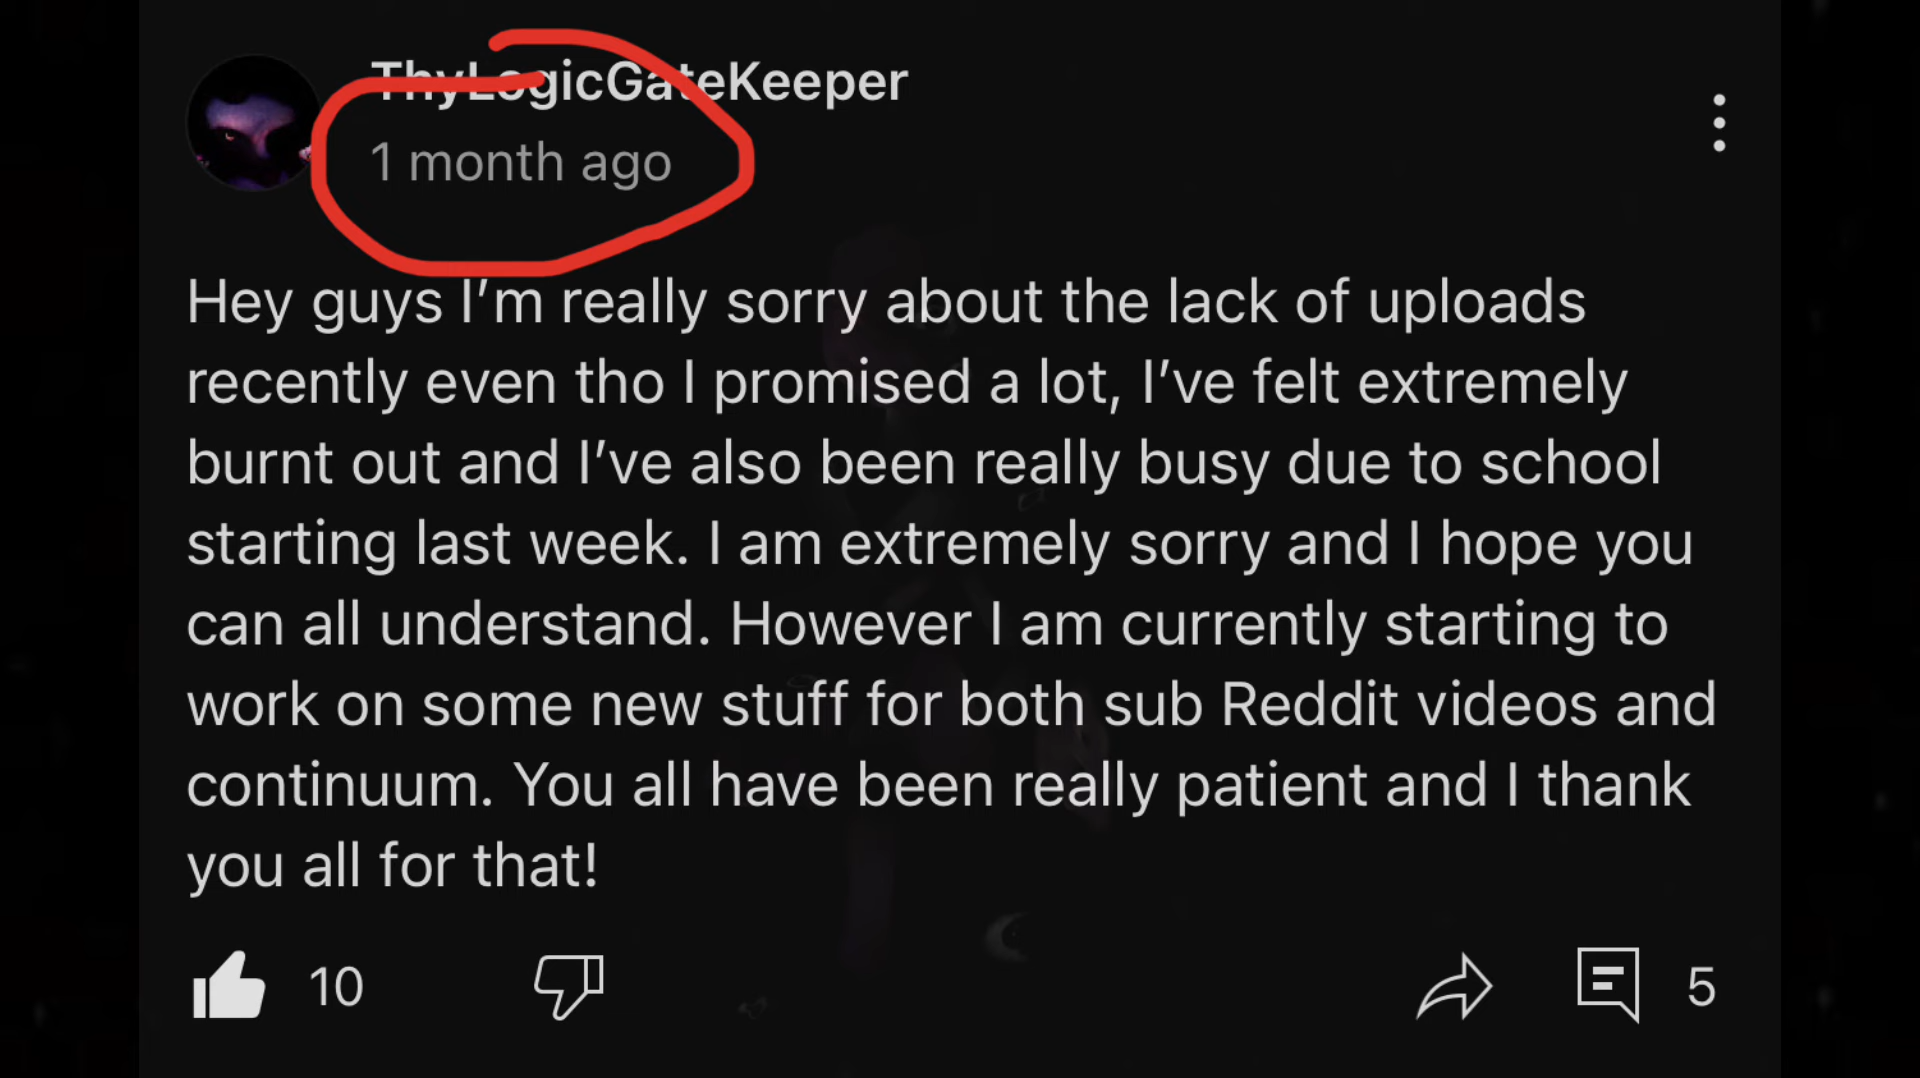 ThyLogicGateKeeper
1 month ago
Hey guys I’m really sorry about the lack of uploads
recently even tho I promised a lot, I’ve felt extremely
burnt out and I’ve also been really busy due to school
starting last week. I am extremely sorry and I hope you
can all understand. However I am currently starting to
work on some new stuff for both sub Reddit videos and
continuum. You all have been really patient and I thank
you all for that!
10
5